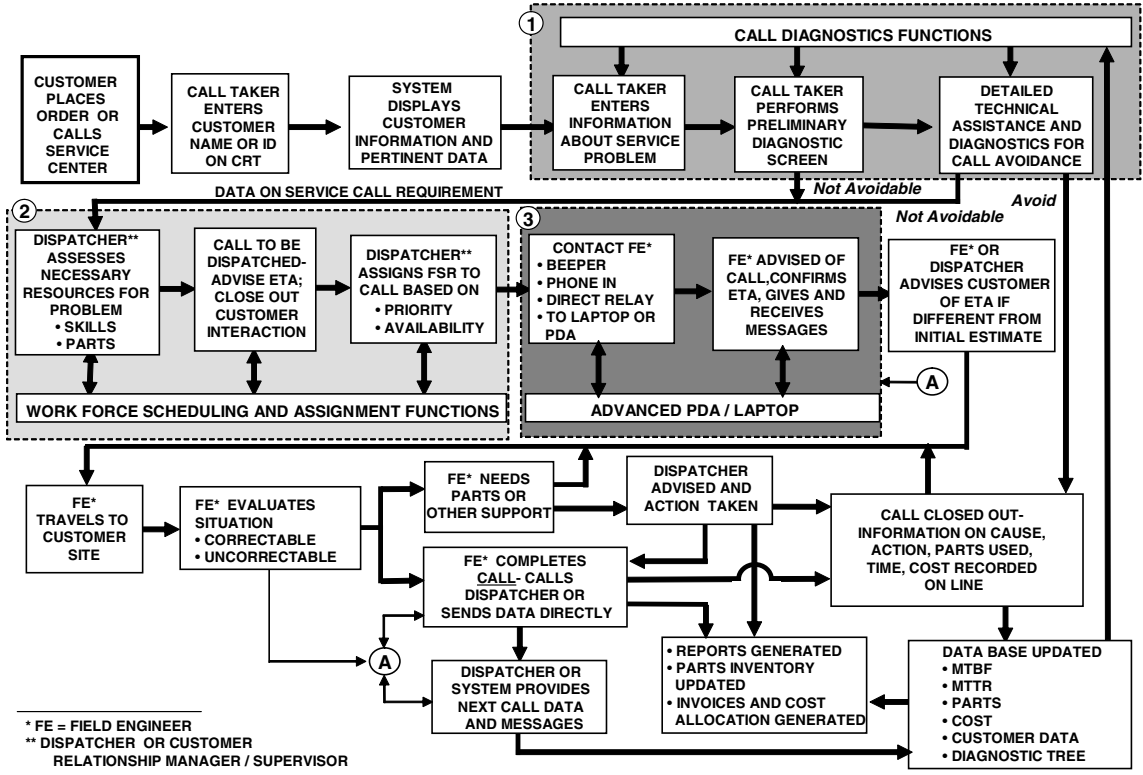 1
CALL DIAGNOSTICS FUNCTIONS
CUSTOMER
PLACES
ORDER OR
CALLS
SERVICE
CENTER
CALL TAKER
ENTERS
CUSTOMER
NAME OR ID
ON CRT
SYSTEM
DISPLAYS
CUSTOMER
INFORMATION AND
PERTINENT DATA
CALL TAKER
ENTERS
INFORMATION
ABOUT SERVICE
PROBLEM
CALL TAKER
PERFORMS
PRELIMINARY
DIAGNOSTIC
SCREEN
DETAILED
TECHNICAL
ASSISTANCE AND
DIAGNOSTICS FOR
CALL AVOIDANCE
DATA ON SERVICE CALL REQUIREMENT
Not Avoidable
Not Avoidable
Avoid
2
DISPATCHER**
ASSESSES
NECESSARY
RESOURCES FOR
PROBLEM
• SKILLS
• PARTS
CALL TO BE
DISPATCHED-
ADVISE ETA;
CLOSE OUT
CUSTOMER
INTERACTION
DISPATCHER**
ASSIGNS FSR TO
CALL BASED ON
• PRIORITY
• AVAILABILITY
WORK FORCE SCHEDULING AND ASSIGNMENT FUNCTIONS
3
CONTACT FE*
• BEEPER
• PHONE IN
• DIRECT RELAY
• TO LAPTOP OR
PDA
FE* ADVISED OF
CALL,CONFIRMS
ETA, GIVES AND
RECEIVES
MESSAGES
ADVANCED PDA / LAPTOP
FE* OR
DISPATCHER
ADVISES CUSTOMER
OF ETA IF
DIFFERENT FROM
INITIAL ESTIMATE
A
FE*
TRAVELS TO
CUSTOMER
SITE
FE* EVALUATES
SITUATION
• CORRECTABLE
• UNCORRECTABLE
FE* NEEDS
PARTS OR
OTHER SUPPORT
DISPATCHER
ADVISED AND
ACTION TAKEN
CALL CLOSED OUT-
INFORMATION ON CAUSE,
ACTION, PARTS USED,
TIME, COST RECORDED
ON LINE
FE* COMPLETES
CALL- CALLS
DISPATCHER OR
SENDS DATA DIRECTLY
A
DISPATCHER OR
SYSTEM PROVIDES
NEXT CALL DATA
AND MESSAGES
• REPORTS GENERATED
• PARTS INVENTORY
UPDATED
• INVOICES AND COST
ALLOCATION GENERATED
DATA BASE UPDATED
• MTBF
• MTTR
• PARTS
• COST
• CUSTOMER DATA
• DIAGNOSTIC TREE
* FE = FIELD ENGINEER
** DISPATCHER OR CUSTOMER
RELATIONSHIP MANAGER / SUPERVISOR